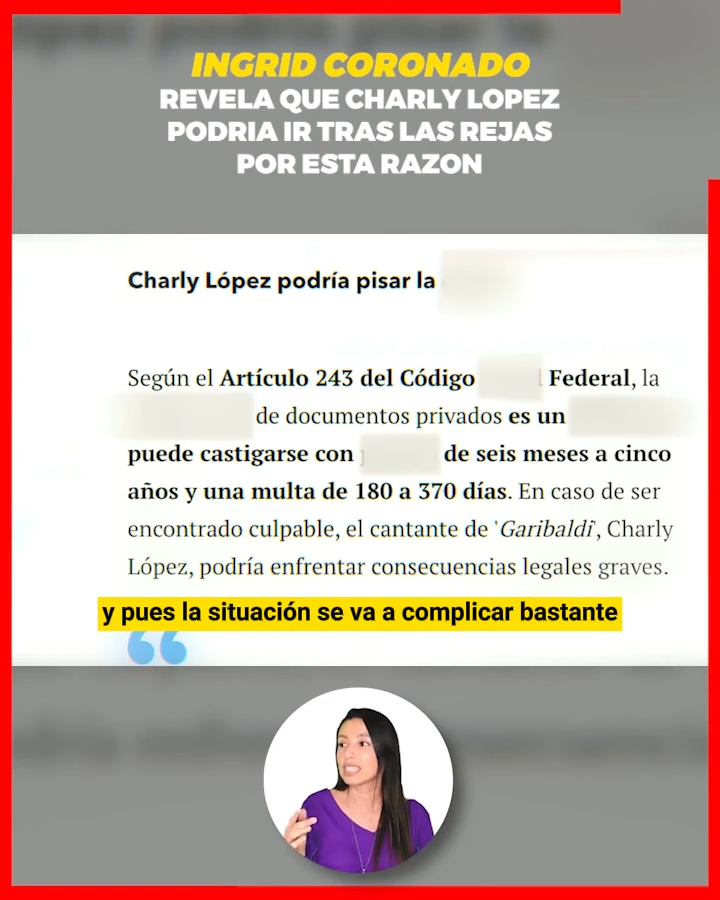 INGRID CORONADO
REVELA QUE CHARLY LOPEZ
PODRIA IR TRAS LAS REJAS
POR ESTA RAZON
Charly López podría pisar la
Según el Artículo 243 del Código Federal, la
de documentos privados es un
puede castigarse con de seis meses a cinco
años y una multa de 180 a 370 días. En caso de ser
encontrado culpable, el cantante de 'Garibaldi', Charly
López, podría enfrentar consecuencias legales graves.
y pues la situación se va a complicar bastante